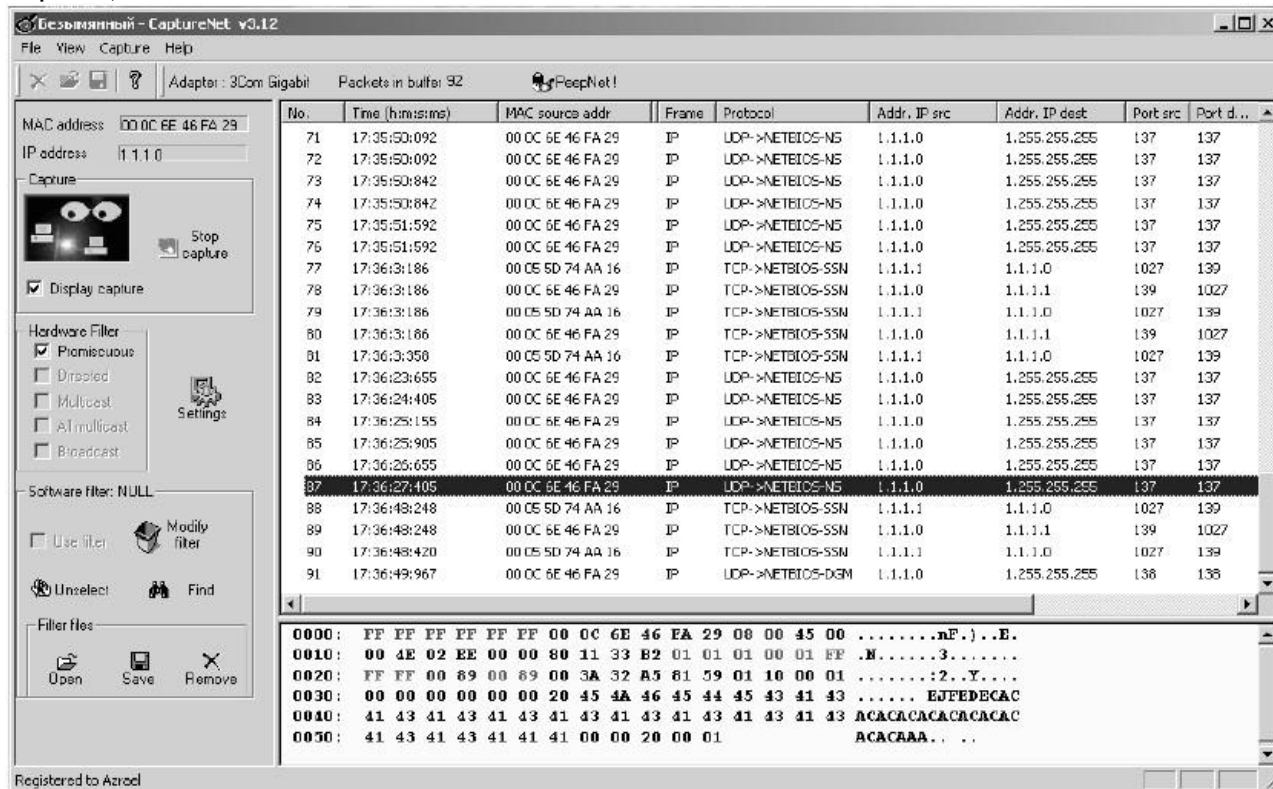 Безымянный - CaptureNet v3.12
File View Capture Help
Adapter : 3Com Gigabit Packets in buffer 92 PeepNet !
MAC address 00 0C 6E 46 FA 29
IP address 1.1.1.0
Capture
Stop capture
Display capture
Hardware Filter
Promiscuous
Directed
Multicast
All multicast
Broadcast
Settings
Software filter: NULL
Use filter
Modify filter
Unselect Find
Filter files
Open Save Remove
No. Time (h:m:s:ms) MAC source addr Frame Protocol Addr. IP src Addr. IP dest Port src Port d...
71 17:35:50:092 00 0C 6E 46 FA 29 IP UDP->NETBIOS-NS 1.1.1.0 1.255.255.255 137 137
72 17:35:50:092 00 0C 6E 46 FA 29 IP UDP->NETBIOS-NS 1.1.1.0 1.255.255.255 137 137
73 17:35:50:842 00 0C 6E 46 FA 29 IP UDP->NETBIOS-NS 1.1.1.0 1.255.255.255 137 137
74 17:35:50:842 00 0C 6E 46 FA 29 IP UDP->NETBIOS-NS 1.1.1.0 1.255.255.255 137 137
75 17:35:51:592 00 0C 6E 46 FA 29 IP UDP->NETBIOS-NS 1.1.1.0 1.255.255.255 137 137
76 17:35:51:592 00 0C 6E 46 FA 29 IP UDP->NETBIOS-NS 1.1.1.0 1.255.255.255 137 137
77 17:36:3:186 00 05 5D 74 AA 16 IP TCP->NETBIOS-SSN 1.1.1.1 1.1.1.0 1027 139
78 17:36:3:186 00 0C 6E 46 FA 29 IP TCP->NETBIOS-SSN 1.1.1.0 1.1.1.1 139 1027
79 17:36:3:186 00 05 5D 74 AA 16 IP TCP->NETBIOS-SSN 1.1.1.1 1.1.1.0 1027 139
80 17:36:3:186 00 0C 6E 46 FA 29 IP TCP->NETBIOS-SSN 1.1.1.0 1.1.1.1 139 1027
81 17:36:3:358 00 05 5D 74 AA 16 IP TCP->NETBIOS-SSN 1.1.1.1 1.1.1.0 1027 139
82 17:36:23:655 00 0C 6E 46 FA 29 IP UDP->NETBIOS-NS 1.1.1.0 1.255.255.255 137 137
83 17:36:24:405 00 0C 6E 46 FA 29 IP UDP->NETBIOS-NS 1.1.1.0 1.255.255.255 137 137
84 17:36:25:155 00 0C 6E 46 FA 29 IP UDP->NETBIOS-NS 1.1.1.0 1.255.255.255 137 137
85 17:36:25:905 00 0C 6E 46 FA 29 IP UDP->NETBIOS-NS 1.1.1.0 1.255.255.255 137 137
86 17:36:26:655 00 0C 6E 46 FA 29 IP UDP->NETBIOS-NS 1.1.1.0 1.255.255.255 137 137
87 17:36:27:405 00 0C 6E 46 FA 29 IP UDP->NETBIOS-NS 1.1.1.0 1.255.255.255 137 137
88 17:36:48:248 00 05 5D 74 AA 16 IP TCP->NETBIOS-SSN 1.1.1.1 1.1.1.0 1027 139
89 17:36:48:248 00 0C 6E 46 FA 29 IP TCP->NETBIOS-SSN 1.1.1.0 1.1.1.1 139 1027
90 17:36:48:420 00 05 5D 74 AA 16 IP TCP->NETBIOS-SSN 1.1.1.1 1.1.1.0 1027 139
91 17:36:49:967 00 0C 6E 46 FA 29 IP UDP->NETBIOS-DGM 1.1.1.0 1.255.255.255 138 138
0000: FF FF FF FF FF FF 00 0C 6E 46 FA 29 08 00 45 00 ........nF.)..E.
0010: 00 4E 02 EE 00 00 80 11 33 B2 01 01 01 00 01 FF .N......3.......
0020: FF FF 00 89 00 89 00 3A 32 A5 81 59 01 10 00 01 .......:2..Y....
0030: 00 00 00 00 00 00 20 45 4A 46 45 44 45 43 41 43 ...... EJFEDECAC
0040: 41 43 41 43 41 43 41 43 41 43 41 43 41 43 41 43 ACACACACACACACAC
0050: 41 43 41 43 41 41 41 00 00 20 00 01 ACACAAA.. ..
Registered to Azrael